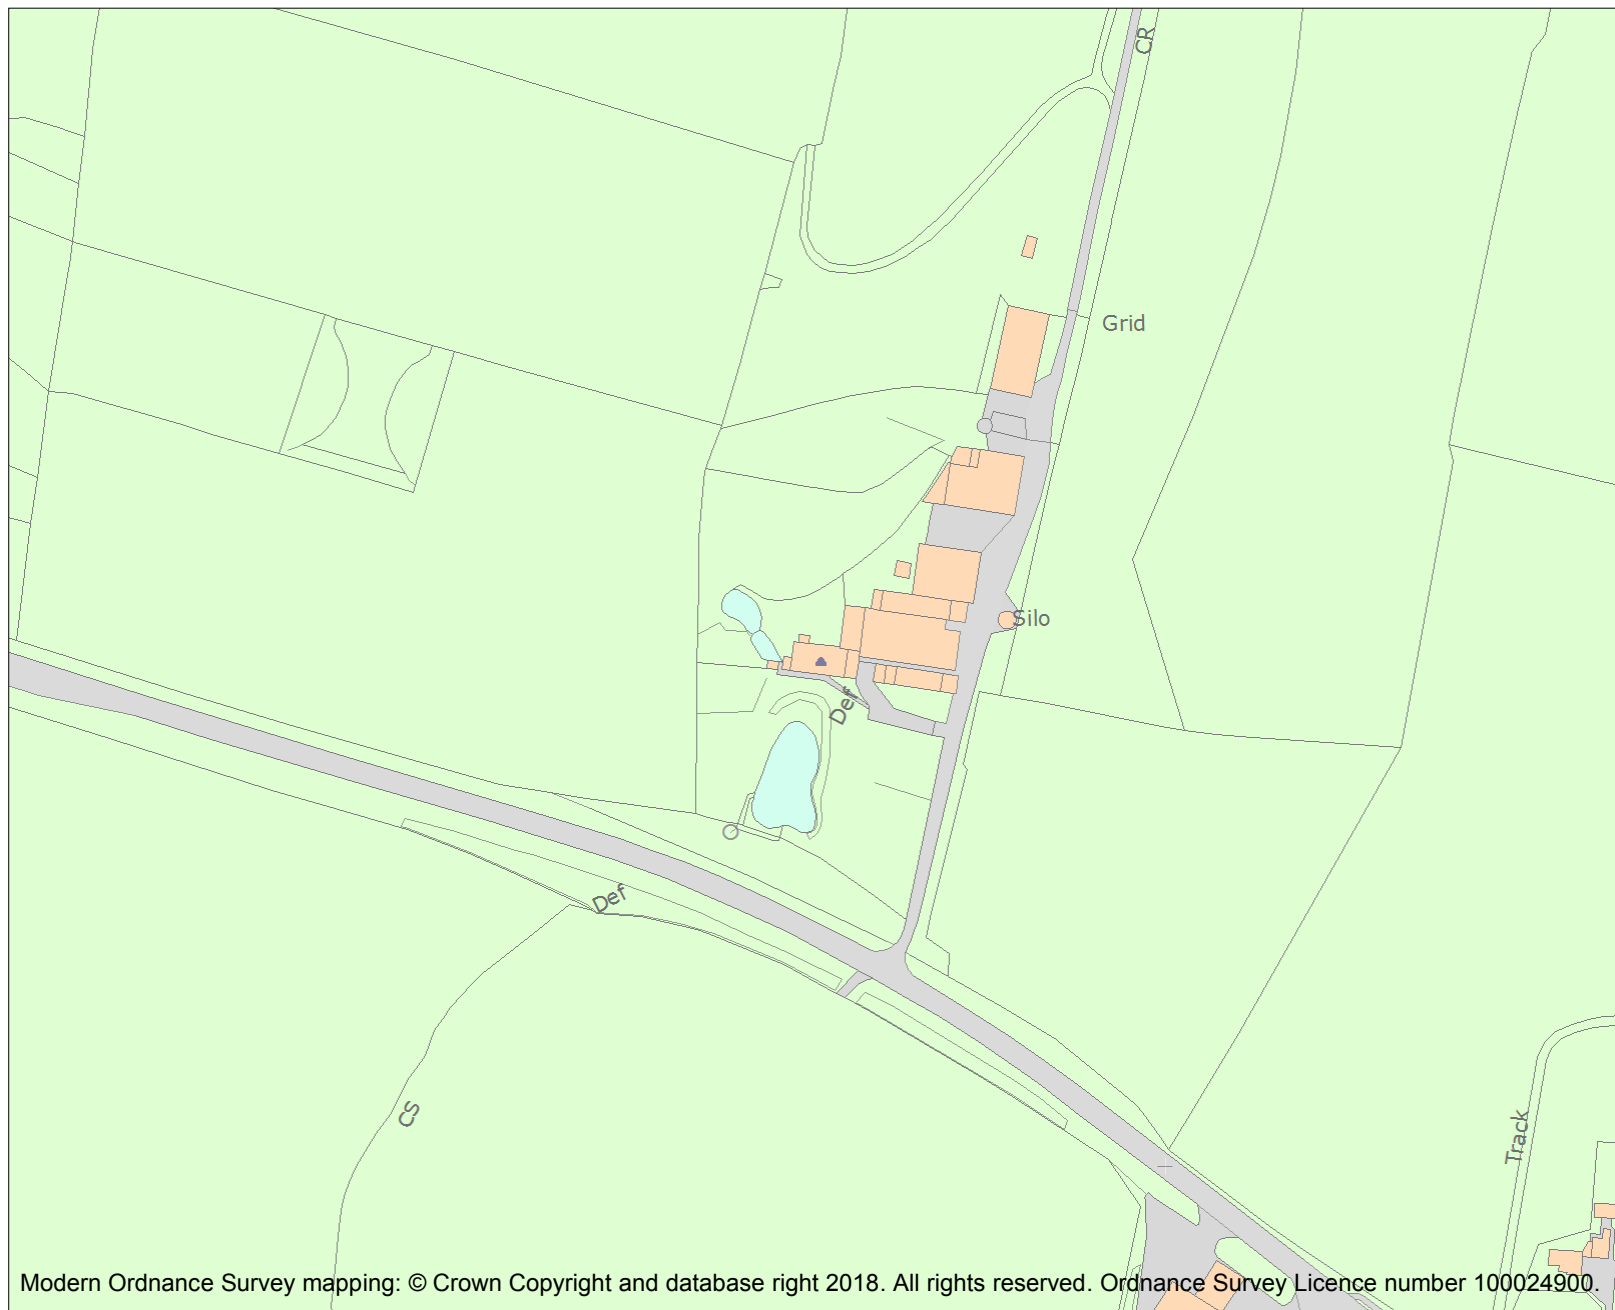 CR
Grid
Silo
Def
Def
CS
Track
Modern Ordnance Survey mapping: © Crown Copyright and database right 2018. All rights reserved. Ordnance Survey Licence number 100024900.